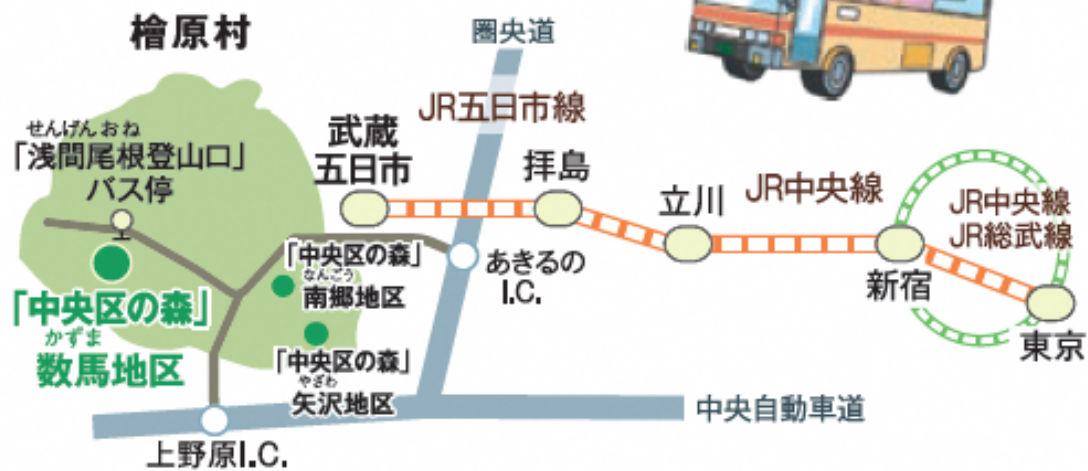 檜原村
圏央道
JR五日市線
せんげんおね
「浅間尾根登山口」
バス停
武蔵
五日市
拝島
立川
JR中央線
JR中央線
JR総武線
新宿
東京
「中央区の森」
なんごう
南郷地区
あきるの
I.C.
「中央区の森」
かずま
数馬地区
「中央区の森」
やざわ
矢沢地区
中央自動車道
上野原I.C.